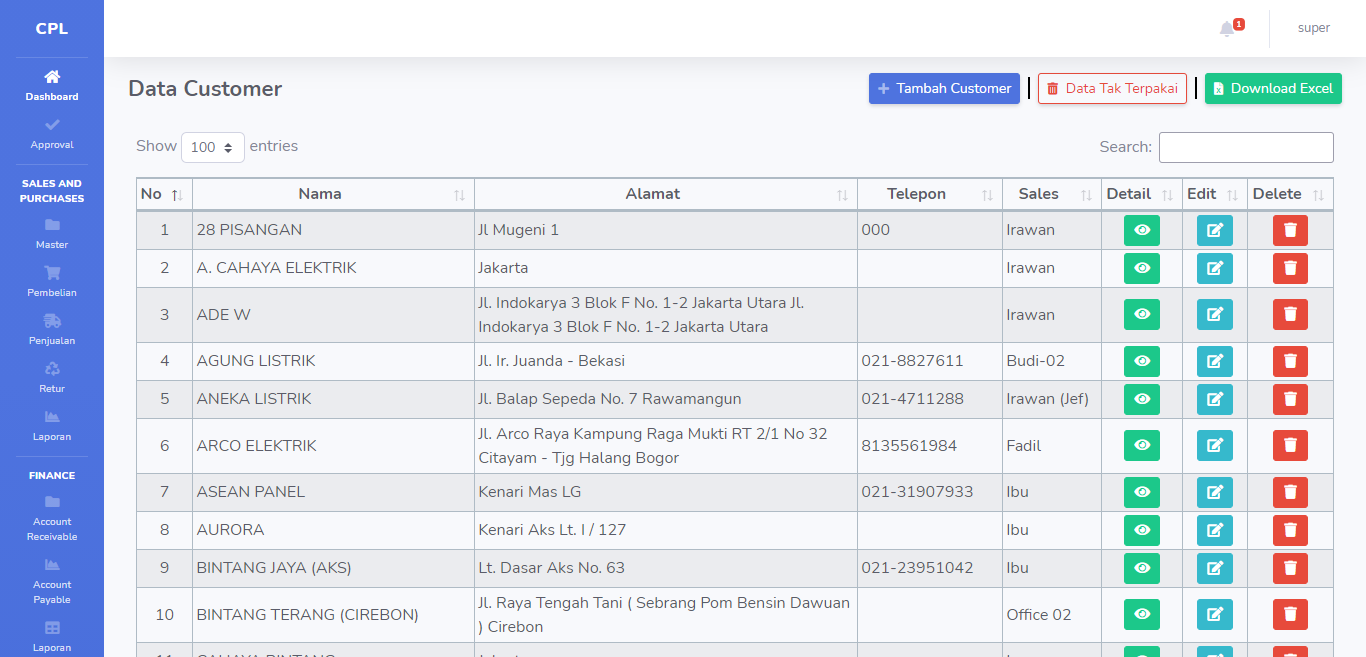 CPL
Dashboard
Approval
SALES AND
PURCHASES
Master
Pembelian
Penjualan
Retur
Laporan
FINANCE
Account
Receivable
Account
Payable
Laporan
1
super
Data Customer
Tambah Customer
Data Tak Terpakai
Download Excel
Show 100 entries
Search:
No Nama Alamat Telepon Sales Detail Edit Delete
1 28 PISANGAN Jl Mugeni 1 000 Irawan
2 A. CAHAYA ELEKTRIK Jakarta Irawan
3 ADE W Jl. Indokarya 3 Blok F No. 1-2 Jakarta Utara Jl.
Indokarya 3 Blok F No. 1-2 Jakarta Utara Irawan
4 AGUNG LISTRIK Jl. Ir. Juanda - Bekasi 021-8827611 Budi-02
5 ANEKA LISTRIK Jl. Balap Sepeda No. 7 Rawamangun 021-4711288 Irawan (Jef)
6 ARCO ELEKTRIK Jl. Arco Raya Kampung Raga Mukti RT 2/1 No 32
Citayam - Tjg Halang Bogor 8135561984 Fadil
7 ASEAN PANEL Kenari Mas LG 021-31907933 Ibu
8 AURORA Kenari Aks Lt. I / 127 Ibu
9 BINTANG JAYA (AKS) Lt. Dasar Aks No. 63 021-23951042 Ibu
10 BINTANG TERANG (CIREBON) Jl. Raya Tengah Tani ( Sebrang Pom Bensin Dawuan
) Cirebon Office 02